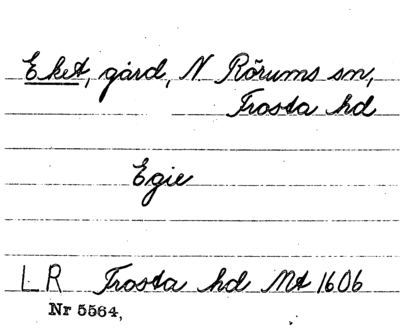 Eket, gård, N. Rörums sn,
Frosta hd
Egie
LR Frosta hd Mt 1606
Nr 5564,